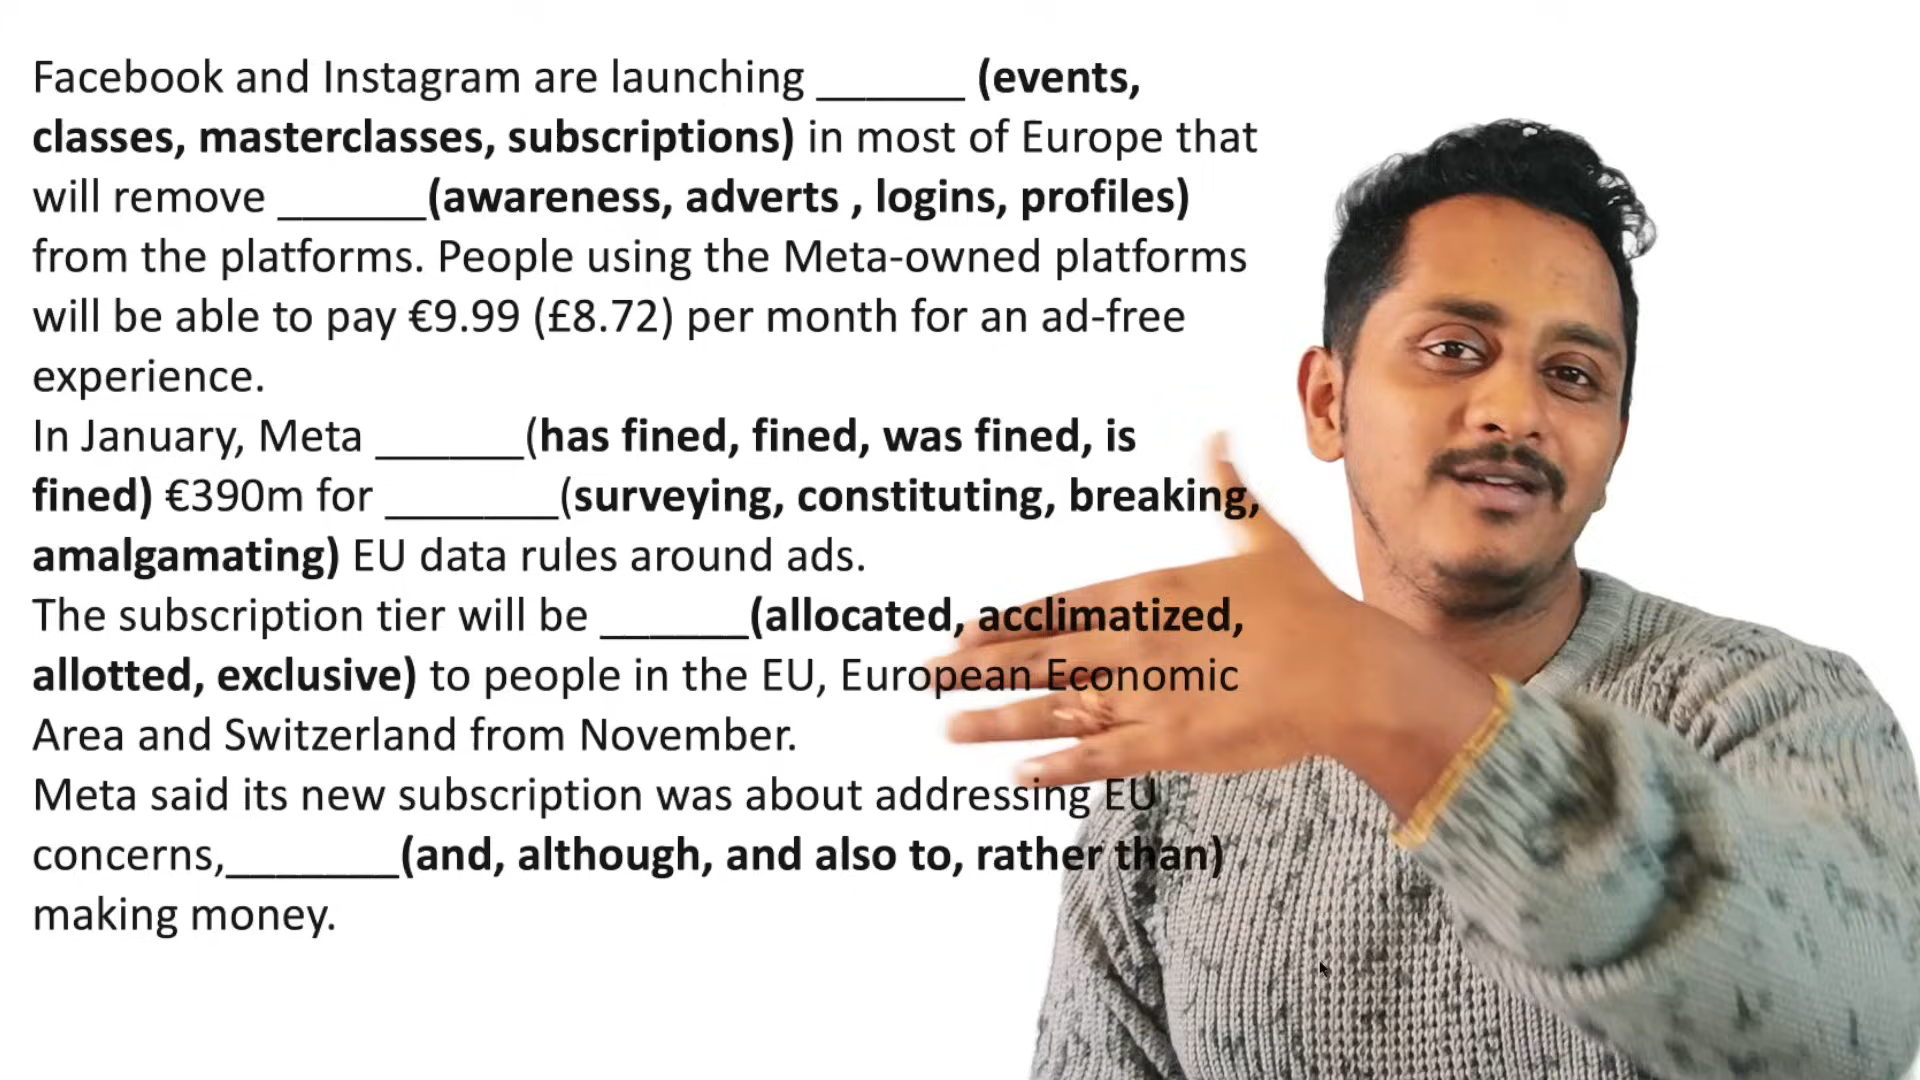 Facebook and Instagram are launching ______ (events,
classes, masterclasses, subscriptions) in most of Europe that
will remove ______(awareness, adverts , logins, profiles)
from the platforms. People using the Meta-owned platforms
will be able to pay €9.99 (£8.72) per month for an ad-free
experience.
In January, Meta ______(has fined, fined, was fined, is
fined) €390m for _______(surveying, constituting, breaking,
amalgamating) EU data rules around ads.
The subscription tier will be ______(allocated, acclimatized,
allotted, exclusive) to people in the EU, European Economic
Area and Switzerland from November.
Meta said its new subscription was about addressing EU
concerns,_______(and, although, and also to, rather than)
making money.